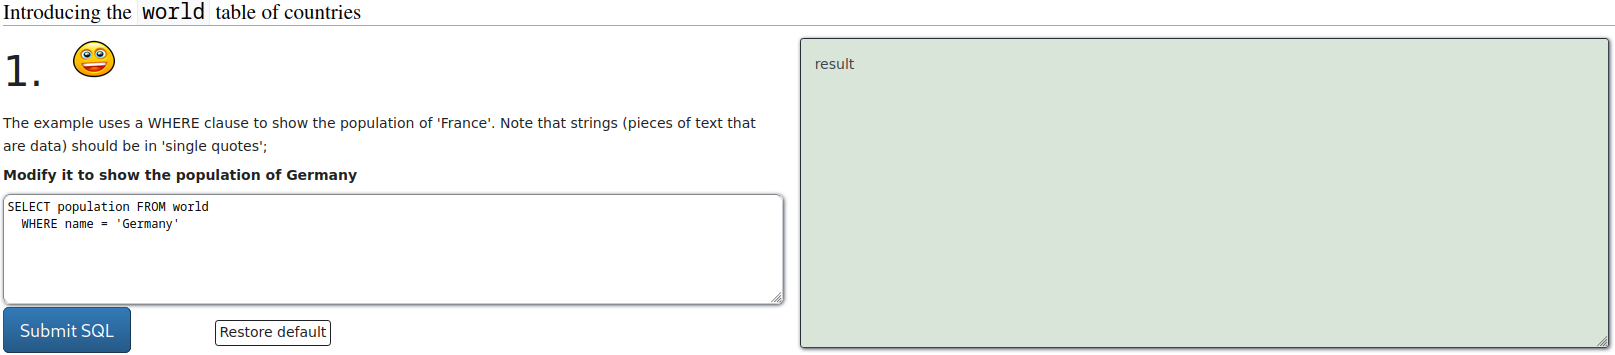 Introducing the world table of countries
1.
The example uses a WHERE clause to show the population of 'France'. Note that strings (pieces of text that
are data) should be in 'single quotes';
Modify it to show the population of Germany
SELECT population FROM world
WHERE name = 'Germany'
Submit SQL
Restore default
result